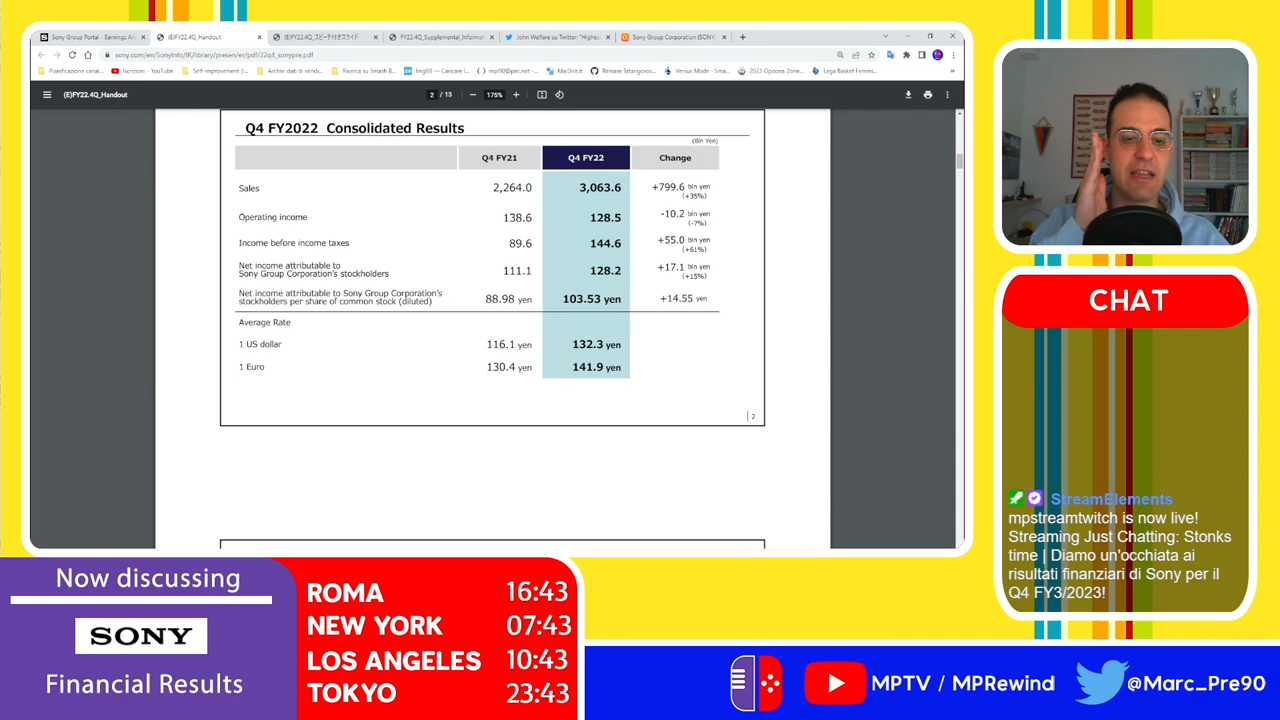 Sony Group Portal - Earnings An
(E)FY22.4Q_Handout
(E)FY22.4Q_スピーチ付きスライド
FY22.4Q_Supplemental_Informat
John Welfare su Twitter: "Highes
Sony Group Corporation (SONY)
sony.com/en/SonyInfo/IR/library/presen/er/pdf/22q4_sonypre.pdf
Pianificazione canal...
Iscrizioni - YouTube
Self-improvement (i
Archivi dati di vendi...
Ricerca su Smash B...
ImgBB — Caricare i...
mpi90@pec.net -...
MaiDire.it
Release Tatarigoros...
Versus Mode - Sma...
2023 Opoona Zone...
Lega Basket Femmi...
(E)FY22.4Q_Handout
2 / 13
175%
Q4 FY2022 Consolidated Results
(Bln Yen)
Q4 FY21 Q4 FY22 Change
Sales 2,264.0 3,063.6 +799.6 bln yen
(+35%)
Operating income 138.6 128.5 -10.2 bln yen
(-7%)
Income before income taxes 89.6 144.6 +55.0 bln yen
(+61%)
Net income attributable to
Sony Group Corporation's stockholders 111.1 128.2 +17.1 bln yen
(+15%)
Net income attributable to Sony Group Corporation's
stockholders per share of common stock (diluted) 88.98 yen 103.53 yen +14.55 yen
Average Rate
1 US dollar 116.1 yen 132.3 yen
1 Euro 130.4 yen 141.9 yen
2
CHAT
StreamElements
mpstreamtwitch is now live!
Streaming Just Chatting: Stonks
time | Diamo un'occhiata ai
risultati finanziari di Sony per il
Q4 FY3/2023!
Now discussing
SONY
Financial Results
ROMA 16:43
NEW YORK 07:43
LOS ANGELES 10:43
TOKYO 23:43
MPTV / MPRewind
@Marc_Pre90